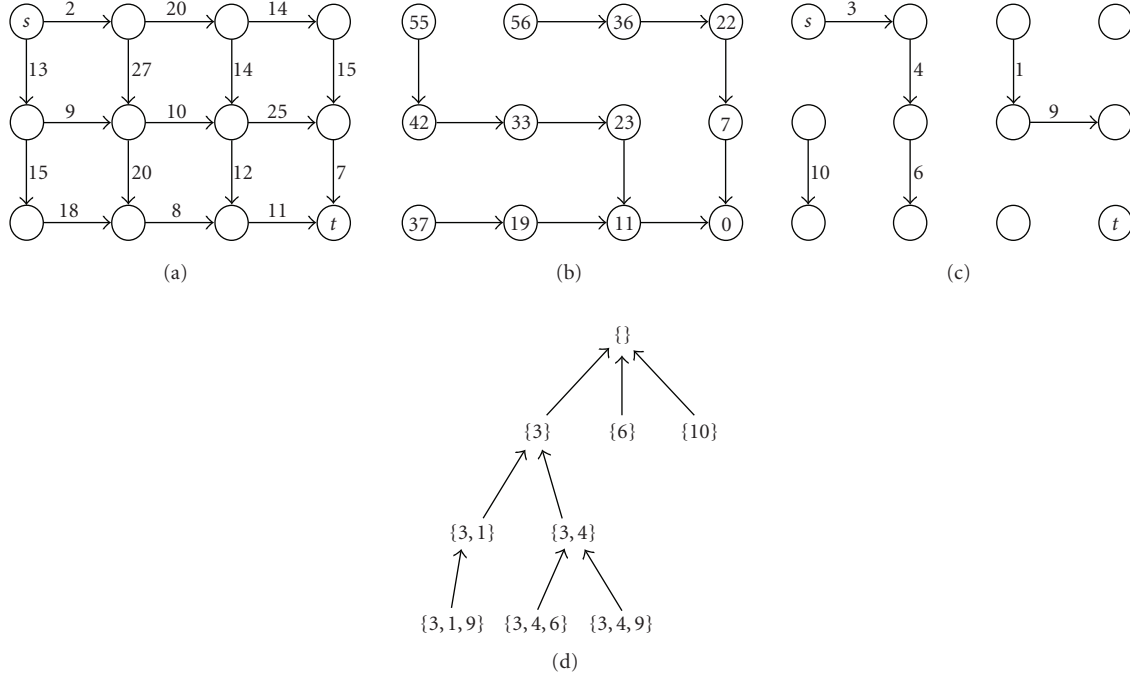 s 2 20 14
13 27 14 15
9 10 25
15 20 12 7
18 8 11 t
(a)
55 56 36 22
42 33 23 7
37 19 11 0
(b)
s 3
4 1
9
10 6
t
(c)
{}
{3} {6} {10}
{3, 1} {3, 4}
{3, 1, 9} {3, 4, 6} {3, 4, 9}
(d)